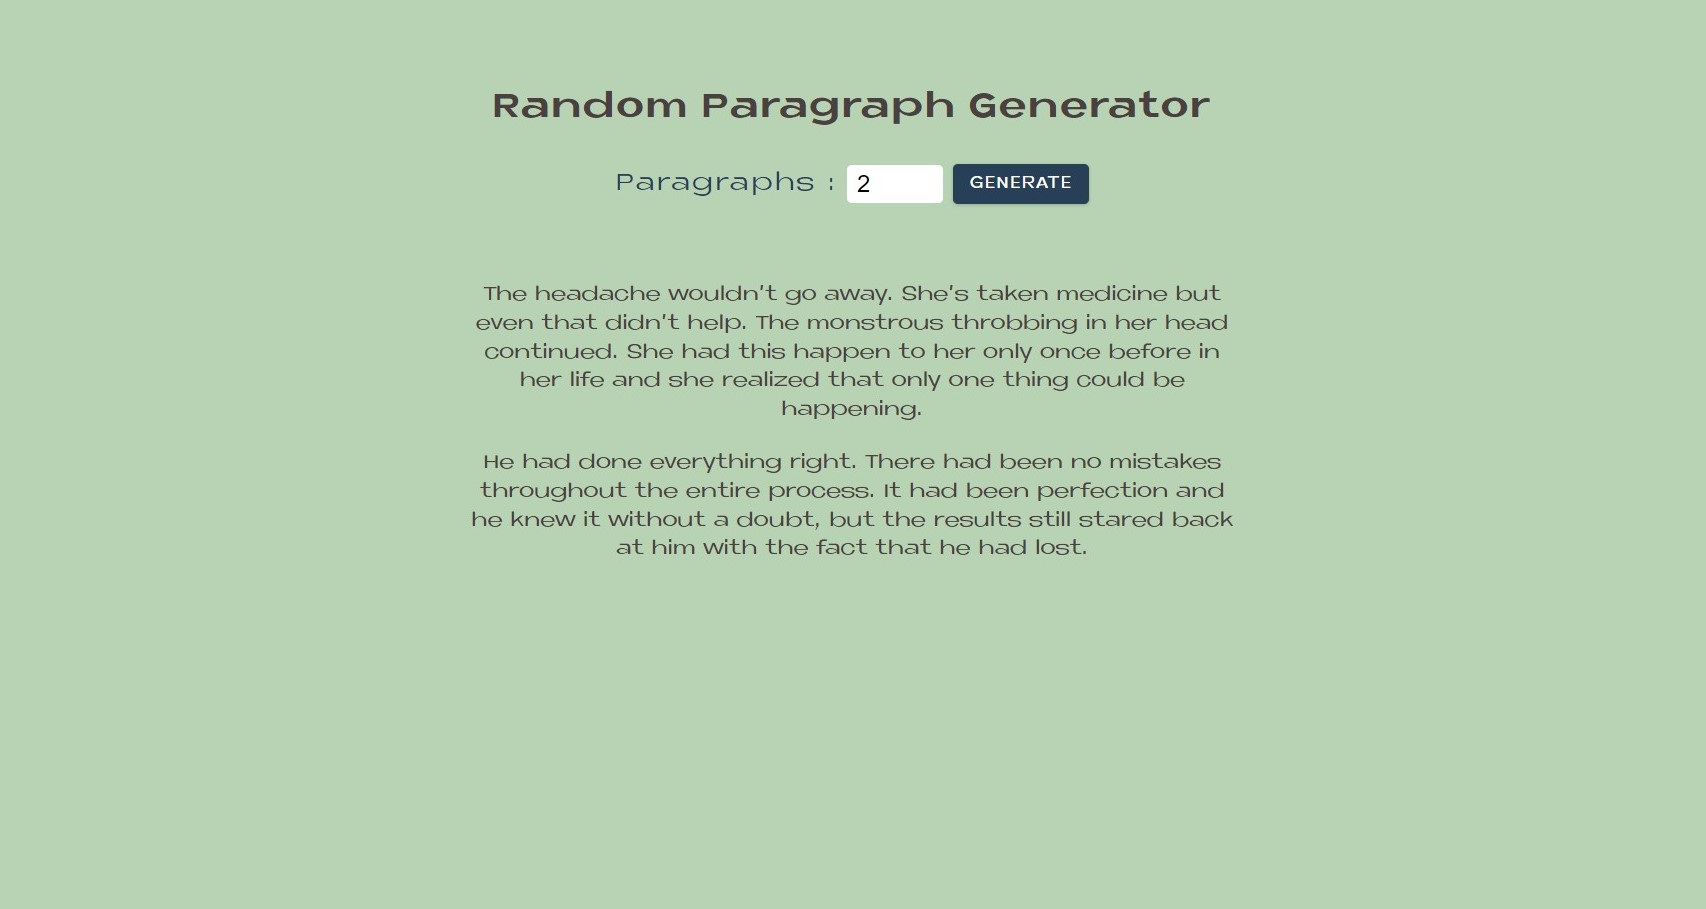 Random Paragraph Generator
Paragraphs : 2 GENERATE
The headache wouldn't go away. She's taken medicine but
even that didn't help. The monstrous throbbing in her head
continued. She had this happen to her only once before in
her life and she realized that only one thing could be
happening.
He had done everything right. There had been no mistakes
throughout the entire process. It had been perfection and
he knew it without a doubt, but the results still stared back
at him with the fact that he had lost.